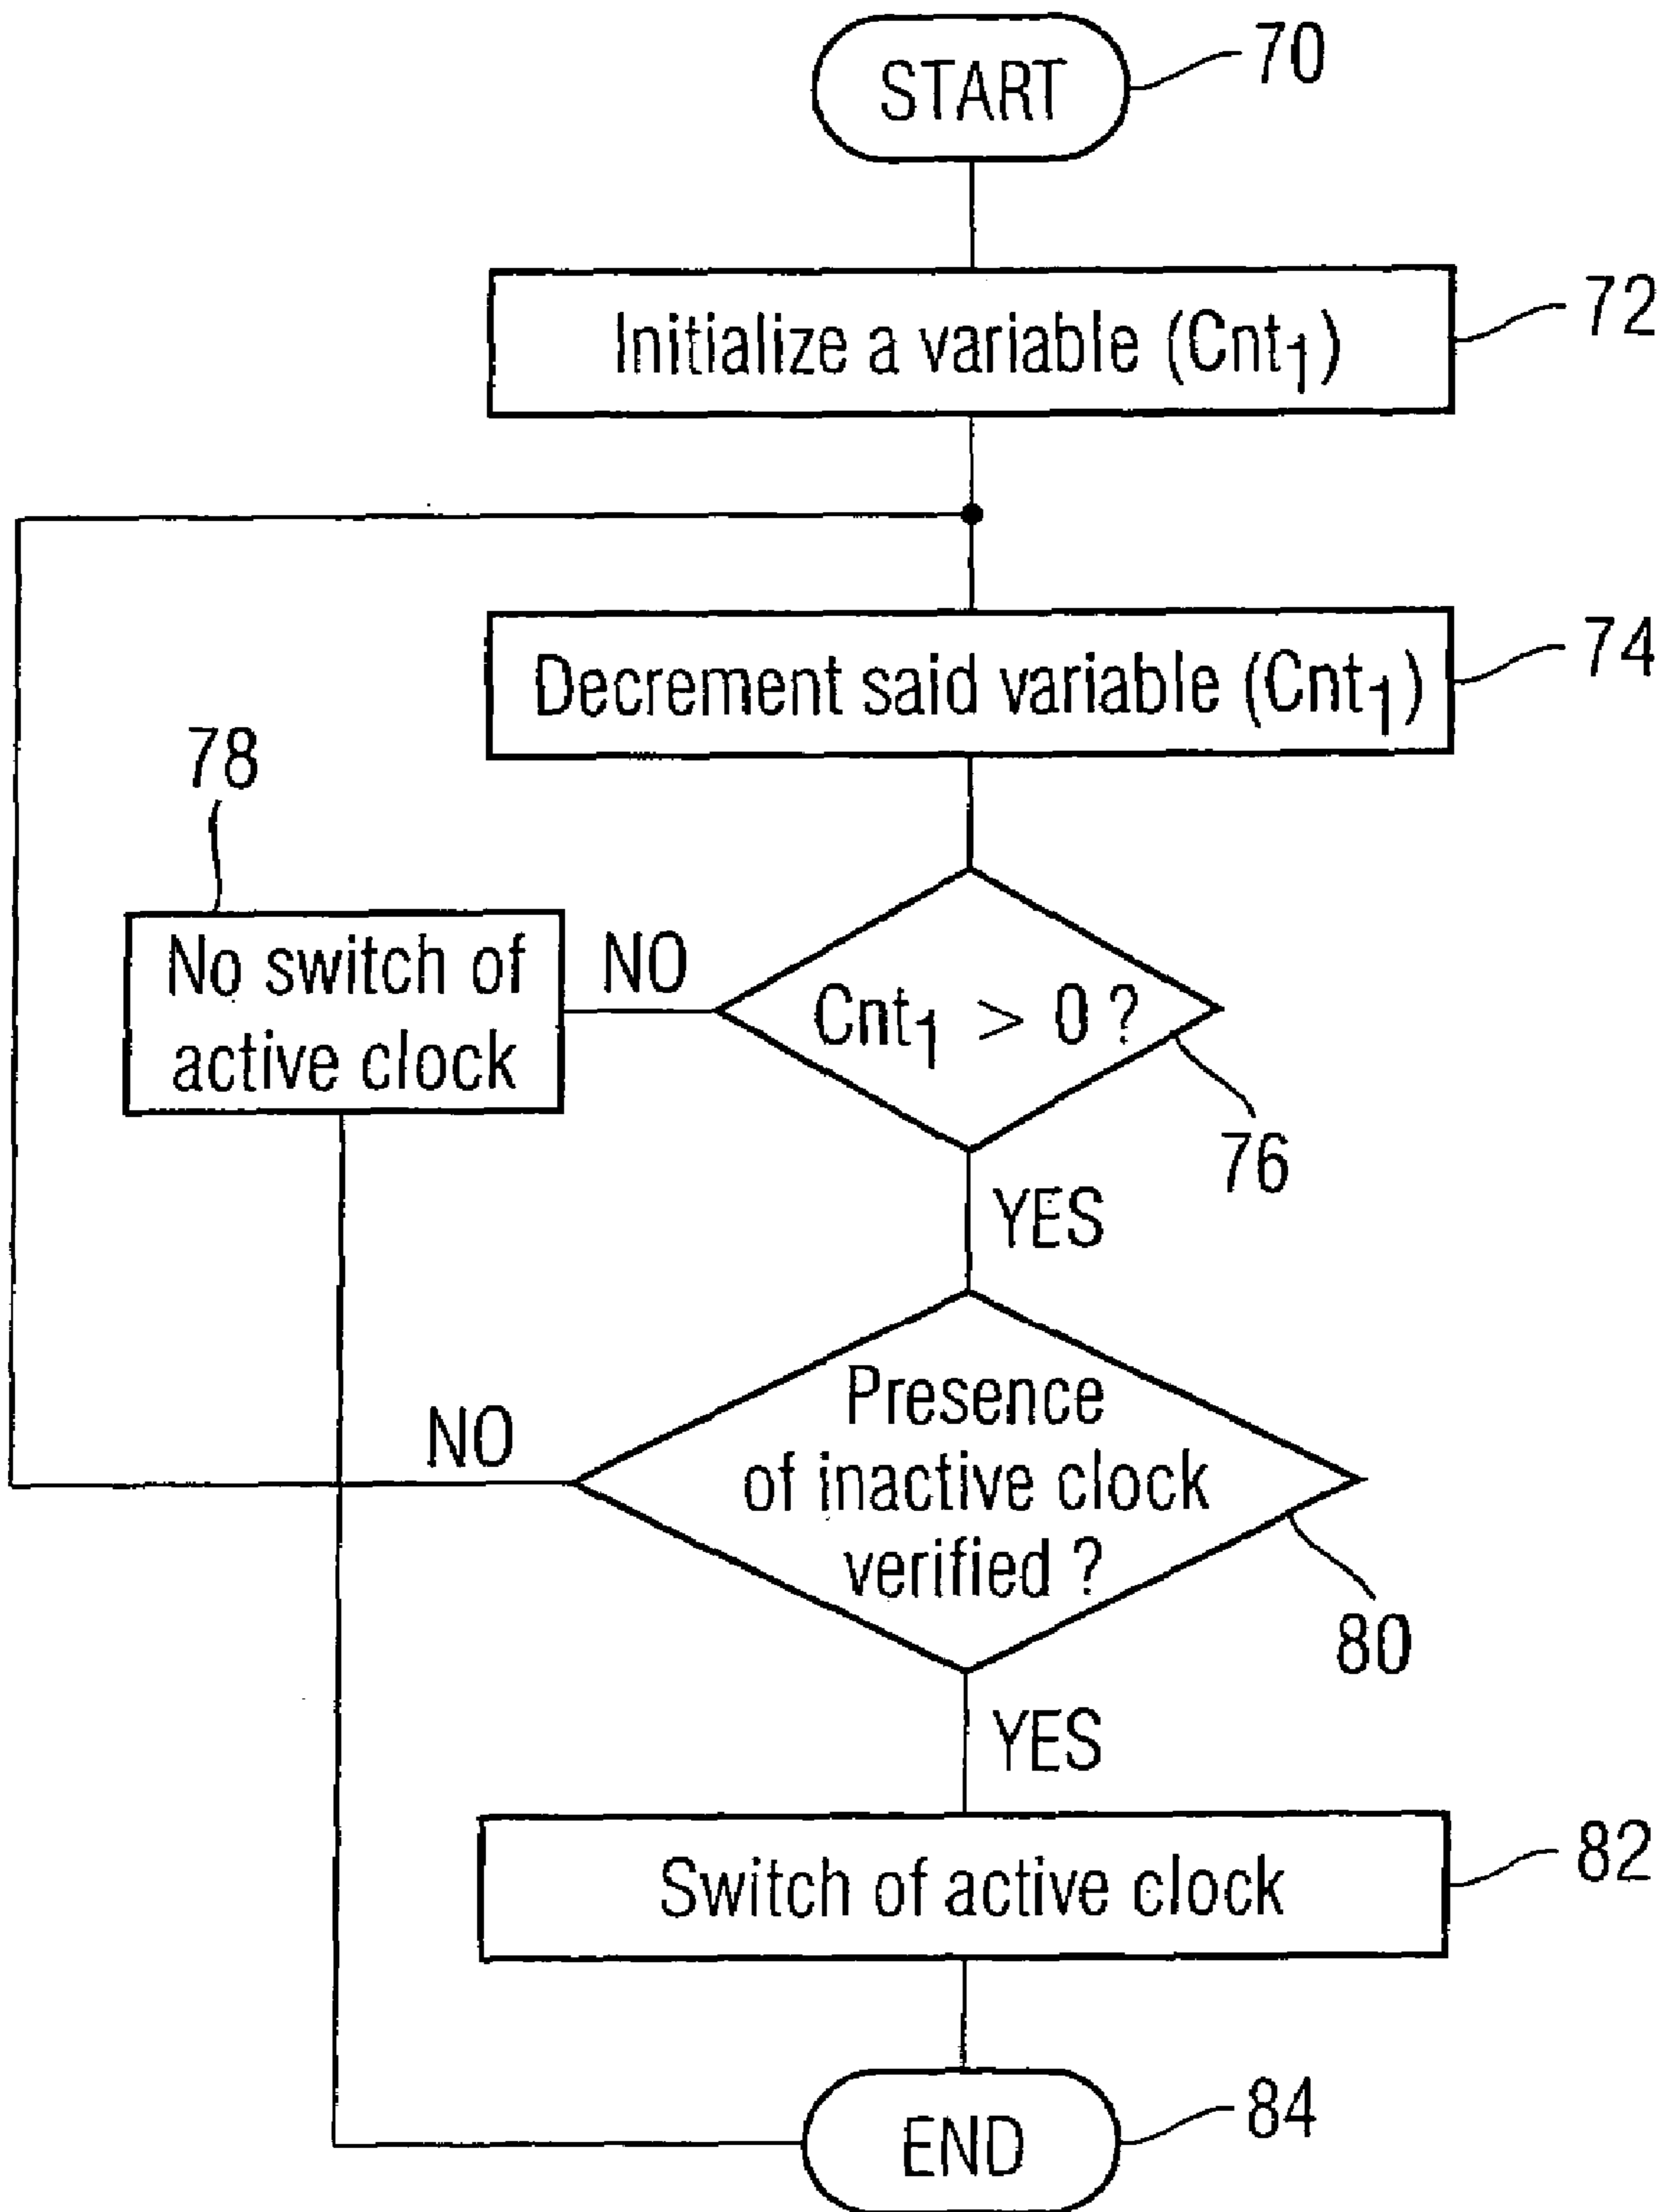 START
70
Initialize a variable (Cnt1)
72
Decrement said variable (Cnt1)
74
78
No switch of
active clock
NO
Cnt1 > 0 ?
76
YES
NO
Presence
of inactive clock
verified ?
80
YES
Switch of active clock
82
END
84